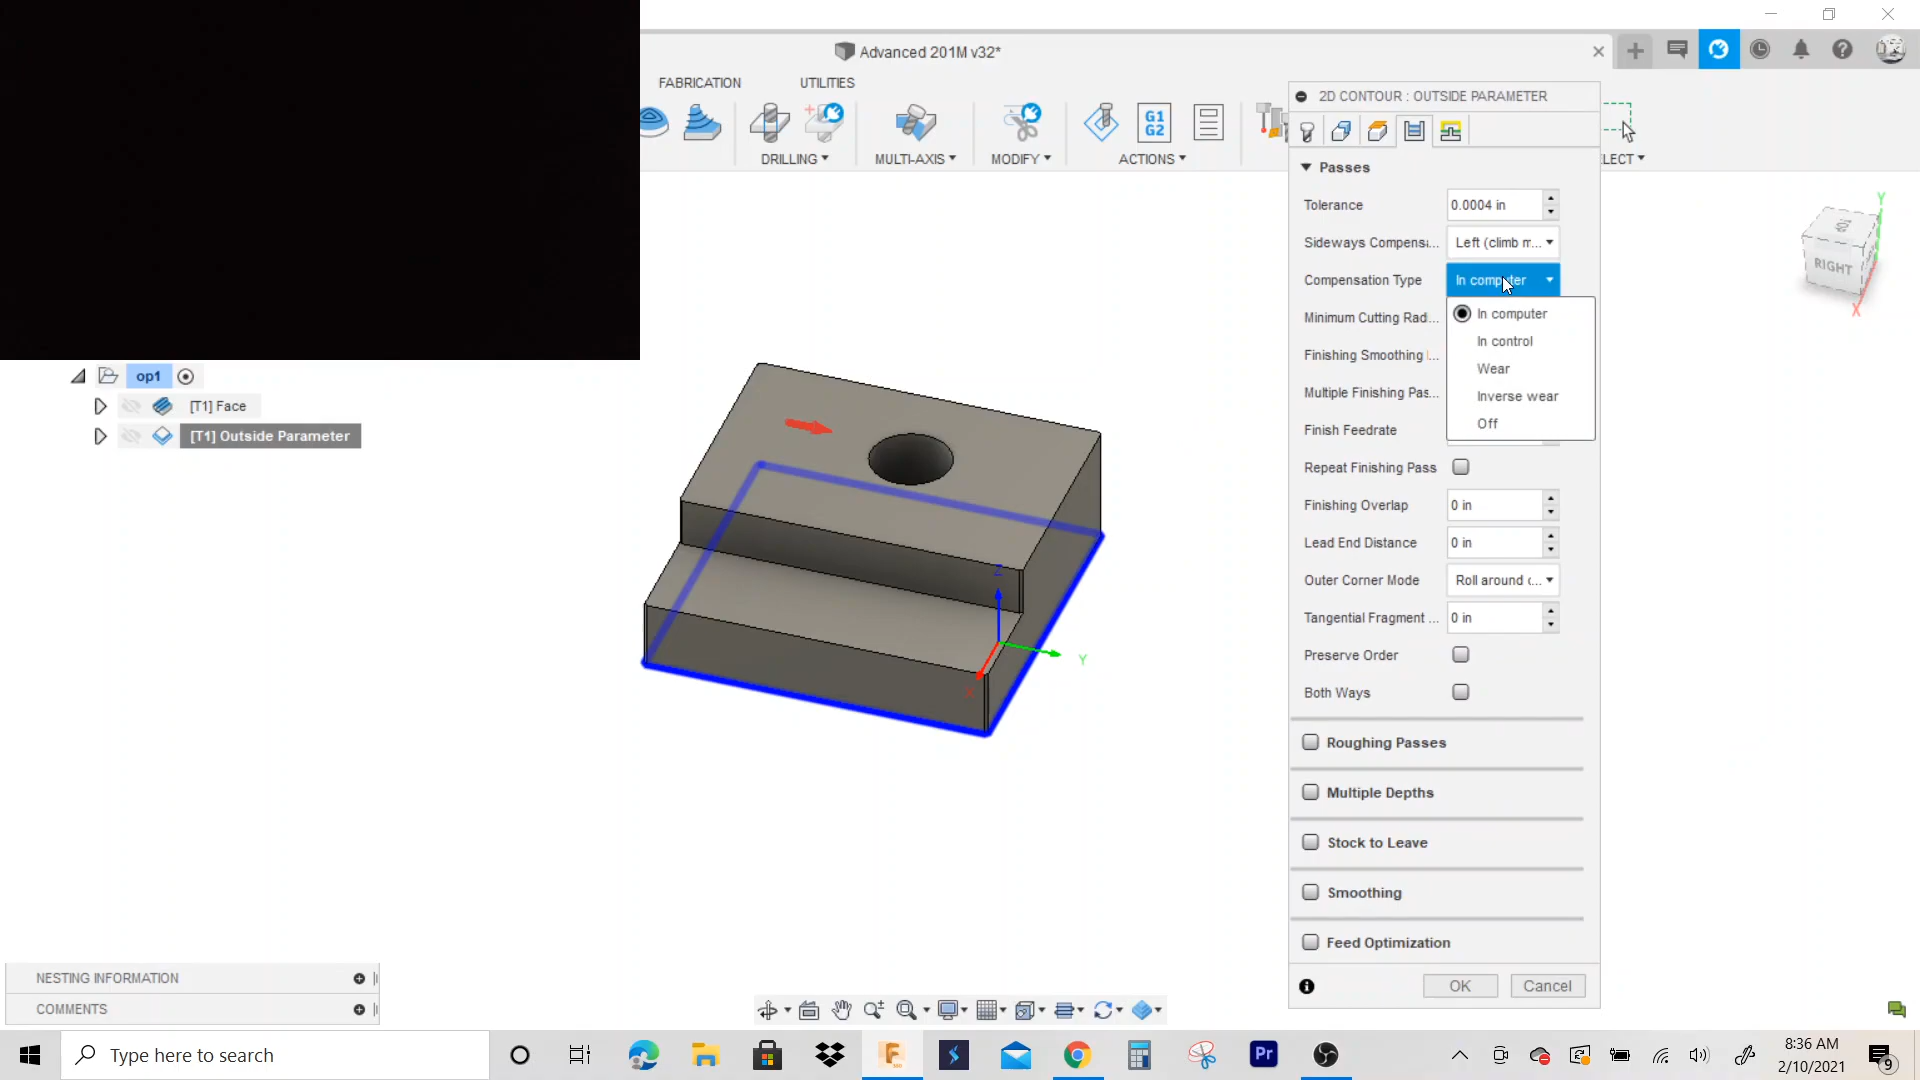 Advanced 201M v32*
FABRICATION
UTILITIES
DRILLING
MULTI-AXIS
MODIFY
G1
G2
ACTIONS
LECT
2D CONTOUR : OUTSIDE PARAMETER
Passes
Tolerance
0.0004 in
Sideways Compensa...
Left (climb m...
Compensation Type
In computer
In computer
In control
Wear
Inverse wear
Off
Minimum Cutting Rad...
Finishing Smoothing ...
Multiple Finishing Pas...
Finish Feedrate
Repeat Finishing Pass
Finishing Overlap
0 in
Lead End Distance
0 in
Outer Corner Mode
Roll around c...
Tangential Fragment ...
0 in
Preserve Order
Both Ways
Roughing Passes
Multiple Depths
Stock to Leave
Smoothing
Feed Optimization
OK
Cancel
TOP
RIGHT
Y
X
op1
[T1] Face
[T1] Outside Parameter
Z
Y
X
NESTING INFORMATION
COMMENTS
Type here to search
Pr
8:36 AM
2/10/2021
9